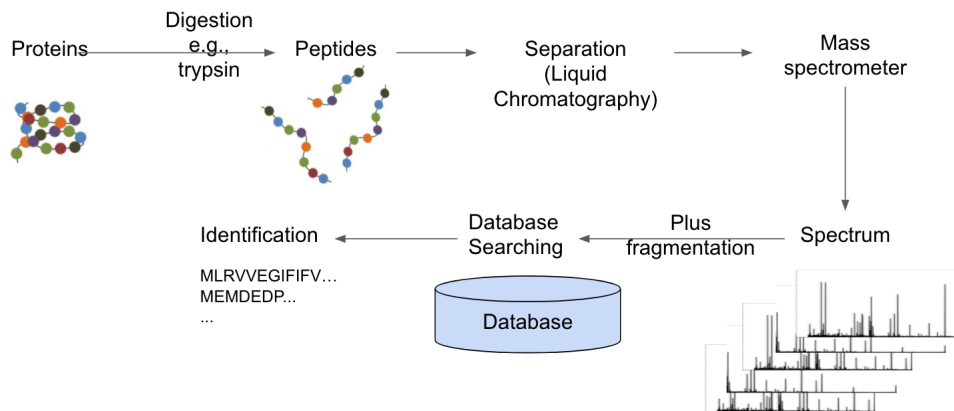 Proteins
Digestion
e.g.,
trypsin
Peptides
Separation
(Liquid
Chromatography)
Mass
spectrometer
Spectrum
Plus
fragmentation
Database
Searching
Database
Identification
MLRVVEGIFIFV...
MEMDEDP...
...